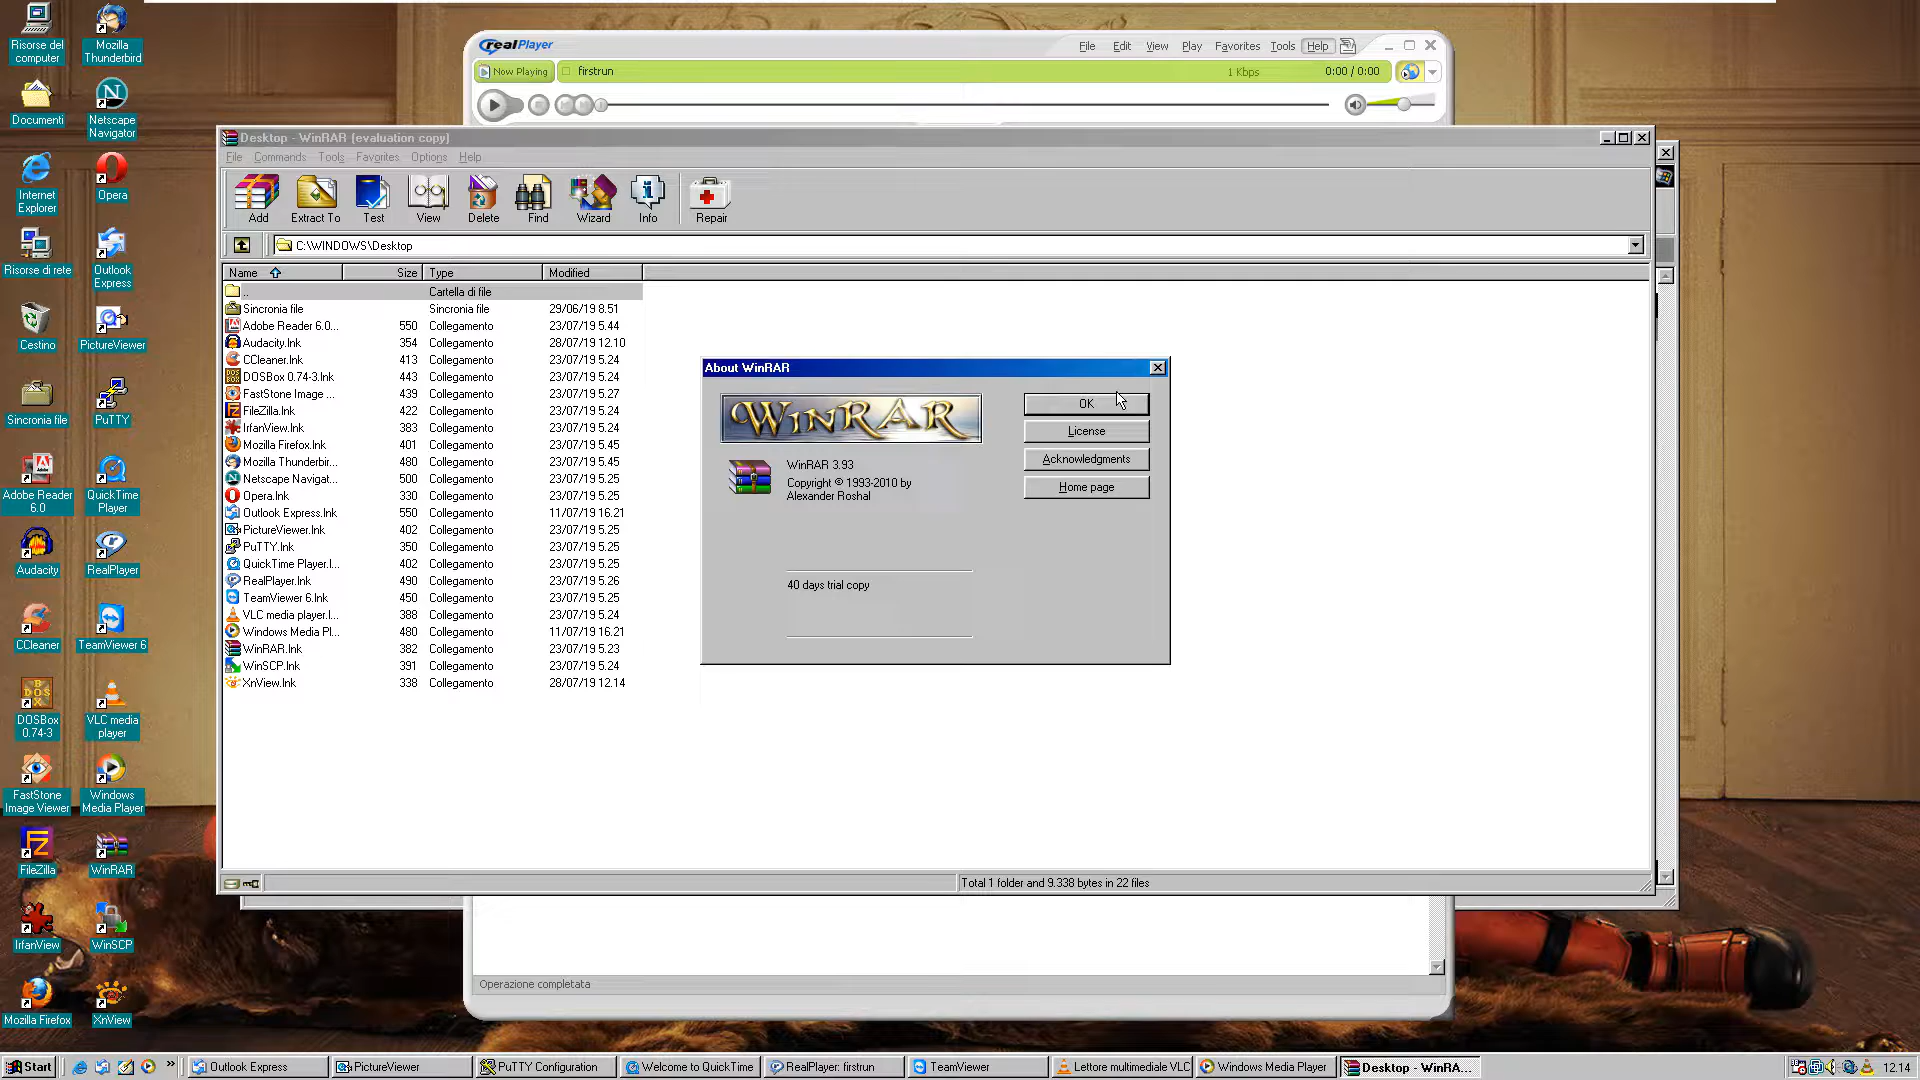 Risorse del
computer
Mozilla
Thunderbird
Documenti
Netscape
Navigator
Internet
Explorer
Opera
Risorse di rete
Outlook
Express
Cestino
PictureViewer
Sincronia file
PuTTY
Adobe Reader
6.0
QuickTime
Player
Audacity
RealPlayer
CCleaner
TeamViewer 6
DOSBox
0.74-3
VLC media
player
FastStone
Image Viewer
Windows
Media Player
FileZilla
WinRAR
IrfanView
WinSCP
Mozilla Firefox
XnView
realPlayer
File Edit View Play Favorites Tools Help
Now Playing firstrun 1 Kbps 0:00 / 0:00
Desktop - WinRAR (evaluation copy)
File Commands Tools Favorites Options Help
Add Extract To Test View Delete Find Wizard Info Repair
C:\WINDOWS\Desktop
Name Size Type Modified
.. Cartella di file
Sincronia file Sincronia file 29/06/19 8.51
Adobe Reader 6.0... 550 Collegamento 23/07/19 5.44
Audacity.lnk 354 Collegamento 28/07/19 12.10
CCleaner.lnk 413 Collegamento 23/07/19 5.24
DOSBox 0.74-3.lnk 443 Collegamento 23/07/19 5.24
FastStone Image ... 439 Collegamento 23/07/19 5.27
FileZilla.lnk 422 Collegamento 23/07/19 5.24
IrfanView.lnk 383 Collegamento 23/07/19 5.24
Mozilla Firefox.lnk 401 Collegamento 23/07/19 5.45
Mozilla Thunderbir... 480 Collegamento 23/07/19 5.45
Netscape Navigat... 479 Collegamento 23/07/19 5.25
Opera.lnk 330 Collegamento 23/07/19 5.25
Outlook Express.lnk 550 Collegamento 11/07/19 16.21
PictureViewer.lnk 402 Collegamento 23/07/19 5.25
PuTTY.lnk 350 Collegamento 23/07/19 5.25
QuickTime Player.l... 402 Collegamento 23/07/19 5.25
RealPlayer.lnk 490 Collegamento 23/07/19 5.26
TeamViewer 6.lnk 450 Collegamento 23/07/19 5.25
VLC media player.l... 388 Collegamento 23/07/19 5.24
Windows Media Pl... 480 Collegamento 11/07/19 16.21
WinRAR.lnk 382 Collegamento 23/07/19 5.23
WinSCP.lnk 391 Collegamento 23/07/19 5.24
XnView.lnk 338 Collegamento 28/07/19 12.14
About WinRAR
WINRAR
WinRAR 3.93
Copyright © 1993-2010 by
Alexander Roshal
40 days trial copy
OK
License
Acknowledgments
Home page
Total 1 folder and 9.338 bytes in 22 files
Operazione completata
Start Outlook Express PictureViewer PuTTY Configuration Welcome to QuickTime RealPlayer: firstrun TeamViewer Lettore multimediale VLC Windows Media Player Desktop - WinRA... 12.14